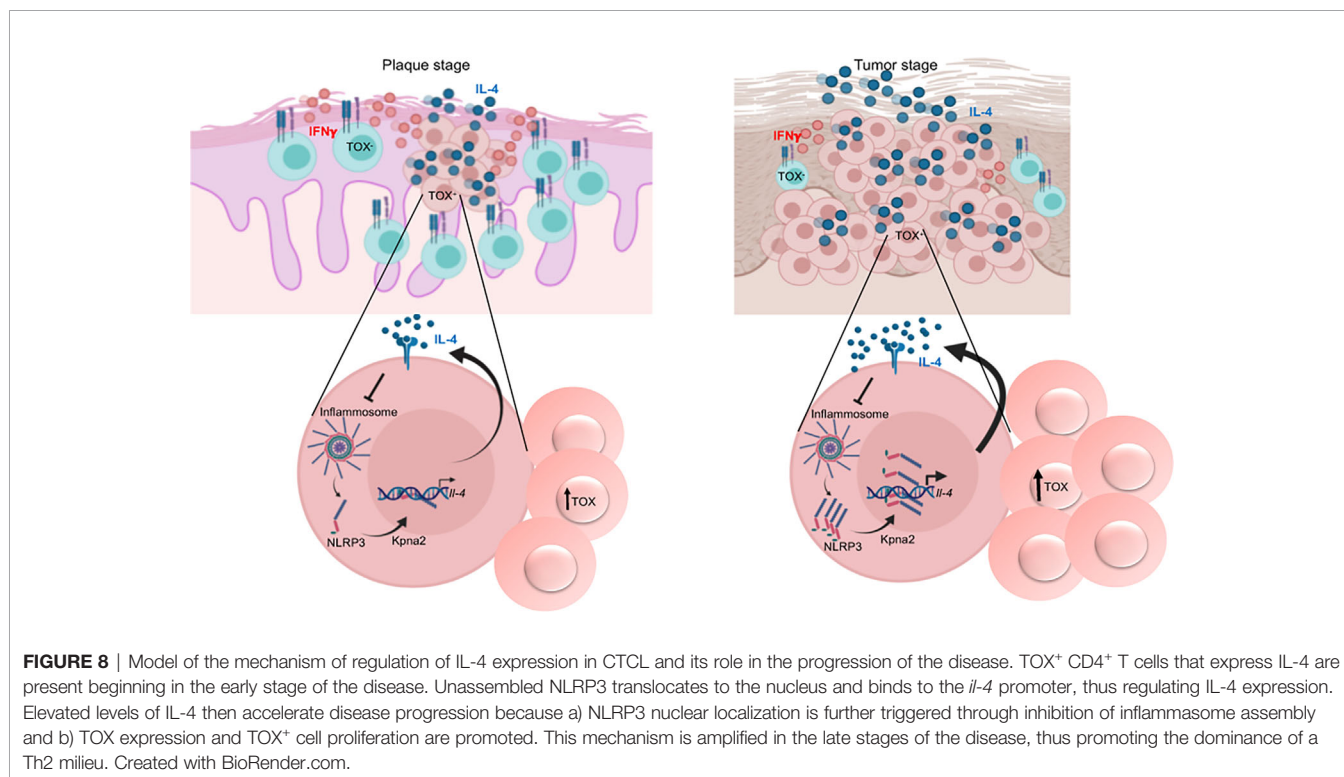 Plaque stage
IL-4
IFNγ
TOX-
TOX+
IL-4
Inflammosome
Il-4
NLRP3
Kpna2
TOX
Tumor stage
IL-4
IFNγ
TOX-
TOX+
IL-4
Inflammosome
Il-4
NLRP3
Kpna2
TOX
FIGURE 8 | Model of the mechanism of regulation of IL-4 expression in CTCL and its role in the progression of the disease. TOX+ CD4+ T cells that express IL-4 are
present beginning in the early stage of the disease. Unassembled NLRP3 translocates to the nucleus and binds to the il-4 promoter, thus regulating IL-4 expression.
Elevated levels of IL-4 then accelerate disease progression because a) NLRP3 nuclear localization is further triggered through inhibition of inflammasome assembly
and b) TOX expression and TOX+ cell proliferation are promoted. This mechanism is amplified in the late stages of the disease, thus promoting the dominance of a
Th2 milieu. Created with BioRender.com.